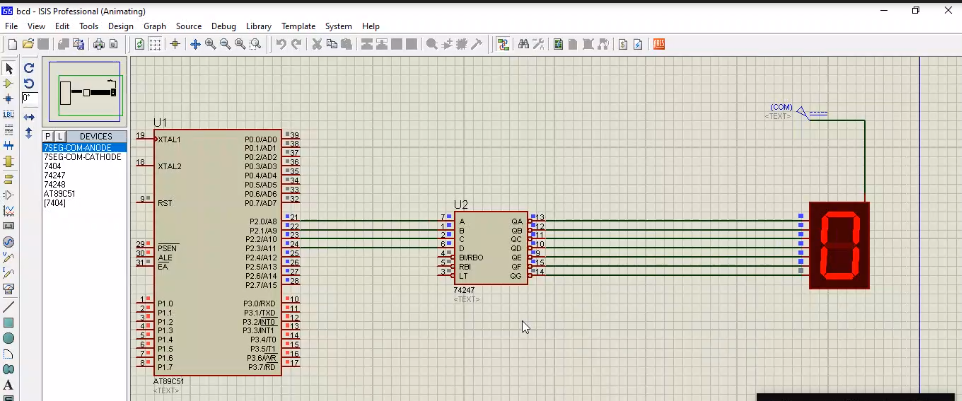 bcd - ISIS Professional (Animating)
File View Edit Tools Design Graph Source Debug Library Template System Help
0°
P L DEVICES
7SEG-COM-ANODE
7SEG-COM-CATHODE
7404
74247
74248
AT89C51
[7404]
LBL
A
U1
19 XTAL1
18 XTAL2
9 RST
29 PSEN
30 ALE
31 EA
1 P1.0
2 P1.1
3 P1.2
4 P1.3
5 P1.4
6 P1.5
7 P1.6
8 P1.7
P0.0/AD0 39
P0.1/AD1 38
P0.2/AD2 37
P0.3/AD3 36
P0.4/AD4 35
P0.5/AD5 34
P0.6/AD6 33
P0.7/AD7 32
P2.0/A8 21
P2.1/A9 22
P2.2/A10 23
P2.3/A11 24
P2.4/A12 25
P2.5/A13 26
P2.6/A14 27
P2.7/A15 28
P3.0/RXD 10
P3.1/TXD 11
P3.2/INT0 12
P3.3/INT1 13
P3.4/T0 14
P3.5/T1 15
P3.6/WR 16
P3.7/RD 17
AT89C51
<TEXT>
U2
7 A QA 13
1 B QB 12
2 C QC 11
6 D QD 10
4 BI/RBO QE 9
5 RBI QF 15
3 LT QG 14
74247
<TEXT>
(COM)
<TEXT>
0